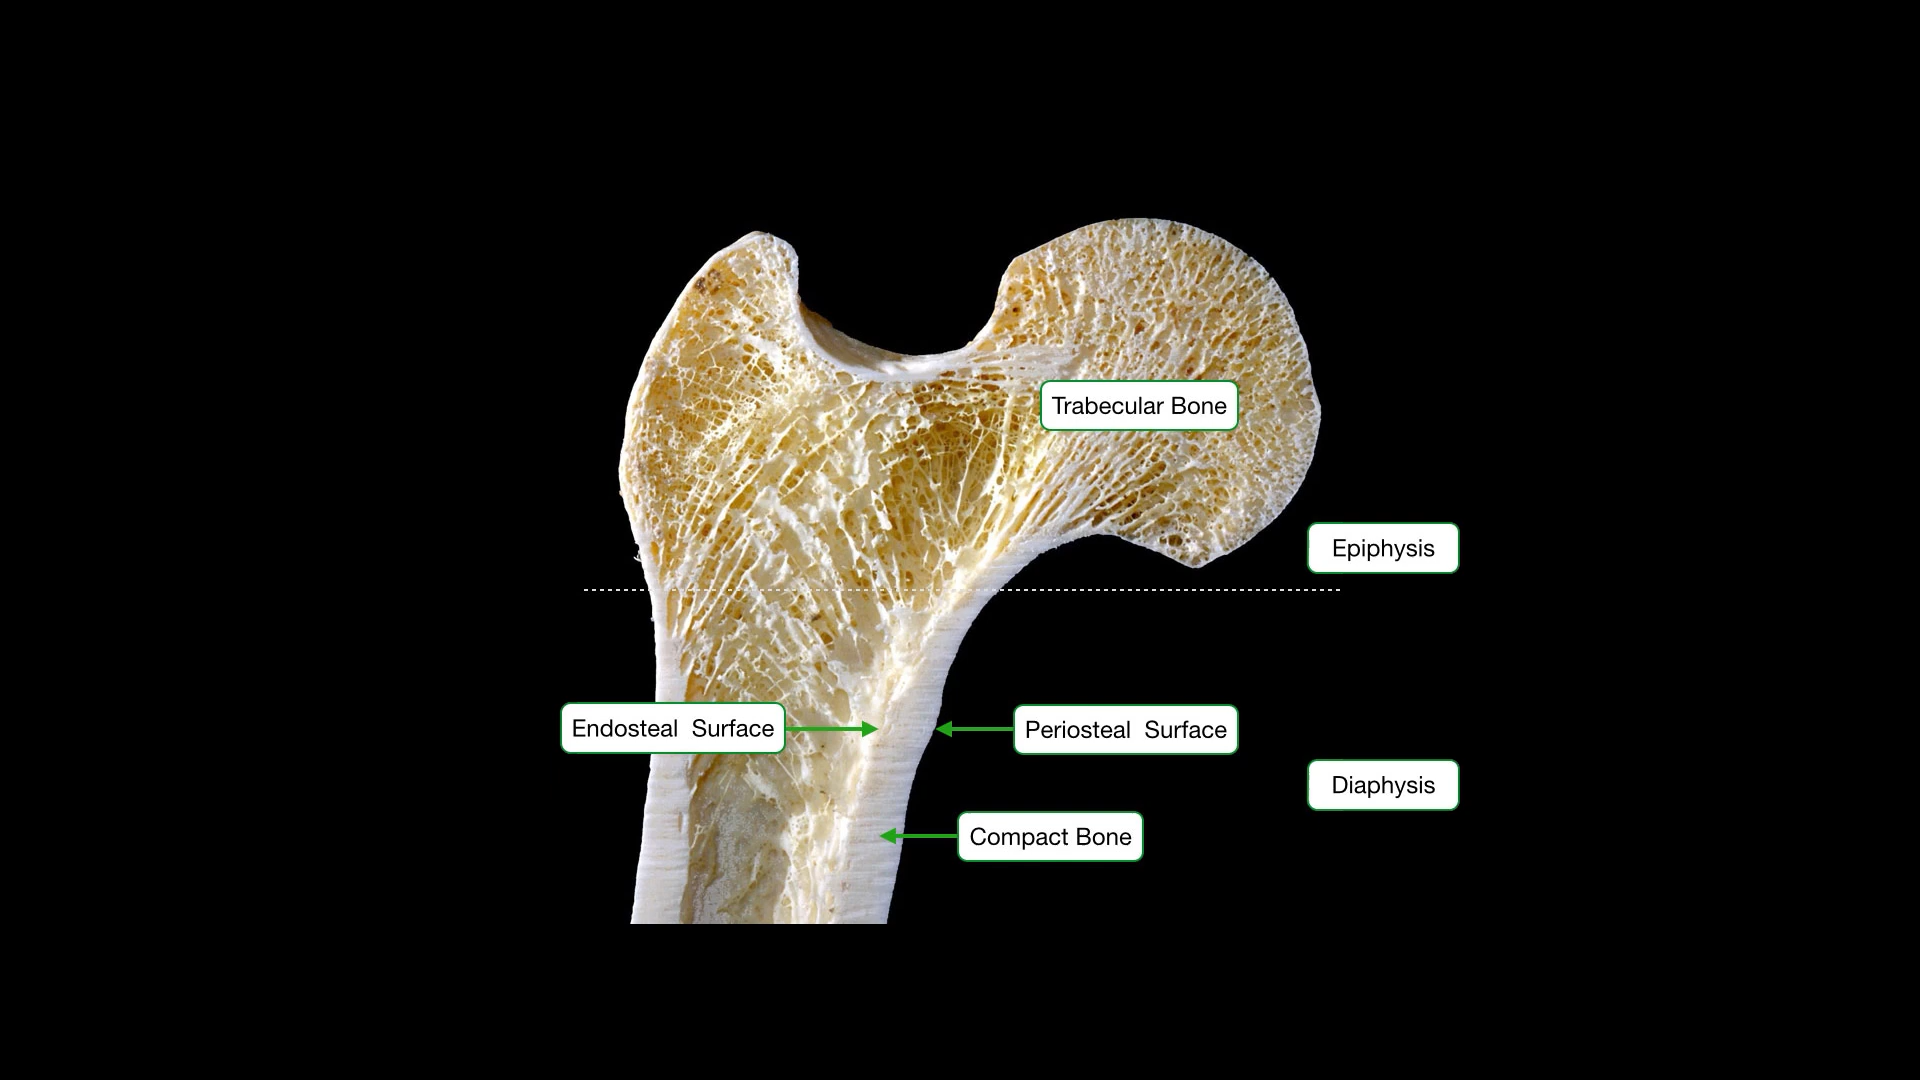 Trabecular Bone
Epiphysis
Endosteal  Surface
Periosteal  Surface
Diaphysis
Compact Bone